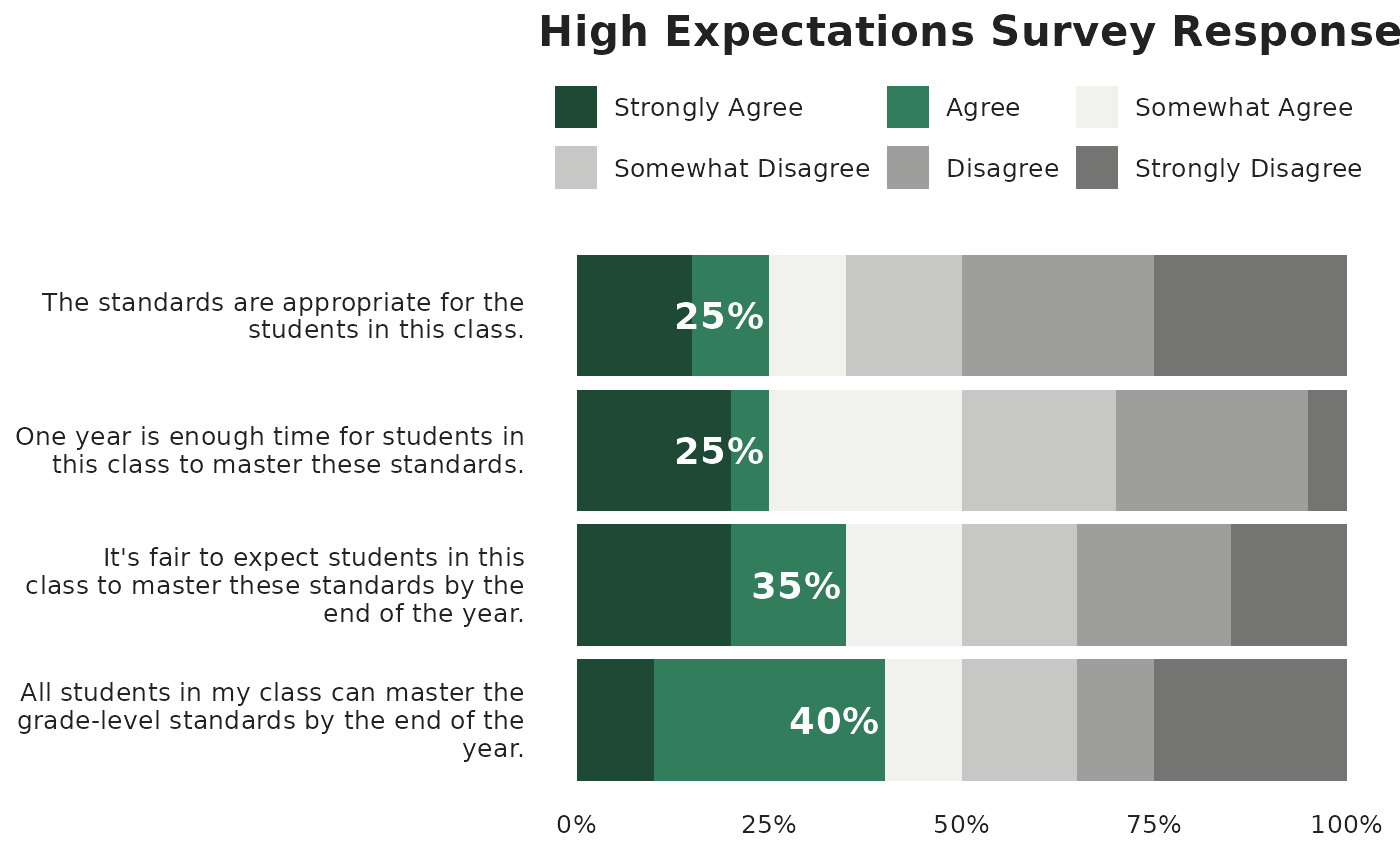 High Expectations Survey Response
Strongly Agree
Agree
Somewhat Agree
Somewhat Disagree
Disagree
Strongly Disagree
The standards are appropriate for the
students in this class.
25%
One year is enough time for students in
this class to master these standards.
25%
It's fair to expect students in this
class to master these standards by the
end of the year.
35%
All students in my class can master the
grade-level standards by the end of the
year.
40%
0%
25%
50%
75%
100%